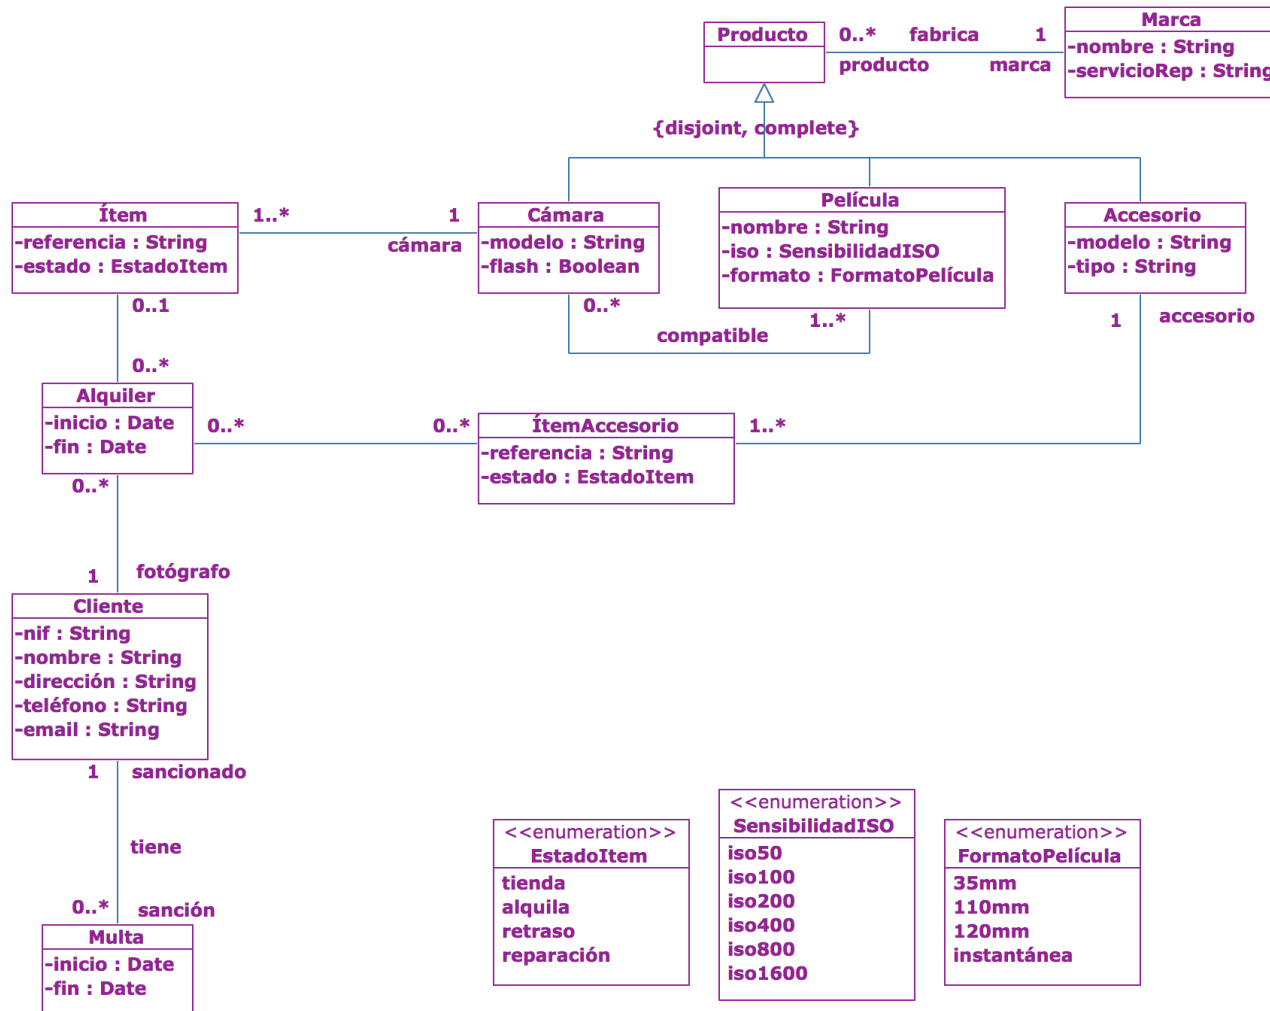 Producto
0..* fabrica 1
producto marca
Marca
-nombre : String
-servicioRep : String
{disjoint, complete}
Ítem
-referencia : String
-estado : EstadoItem
1..* 1
cámara
Cámara
-modelo : String
-flash : Boolean
Película
-nombre : String
-iso : SensibilidadISO
-formato : FormatoPelícula
Accesorio
-modelo : String
-tipo : String
0..1
0..*
compatible
1..*
1 accesorio
0..*
Alquiler
-inicio : Date
-fin : Date
0..* 0..*
ÍtemAccesorio
-referencia : String
-estado : EstadoItem
1..*
0..*
1 fotógrafo
Cliente
-nif : String
-nombre : String
-dirección : String
-teléfono : String
-email : String
1 sancionado
tiene
0..* sanción
Multa
-inicio : Date
-fin : Date
<<enumeration>>
EstadoItem
tienda
alquila
retraso
reparación
<<enumeration>>
SensibilidadISO
iso50
iso100
iso200
iso400
iso800
iso1600
<<enumeration>>
FormatoPelícula
35mm
110mm
120mm
instantánea